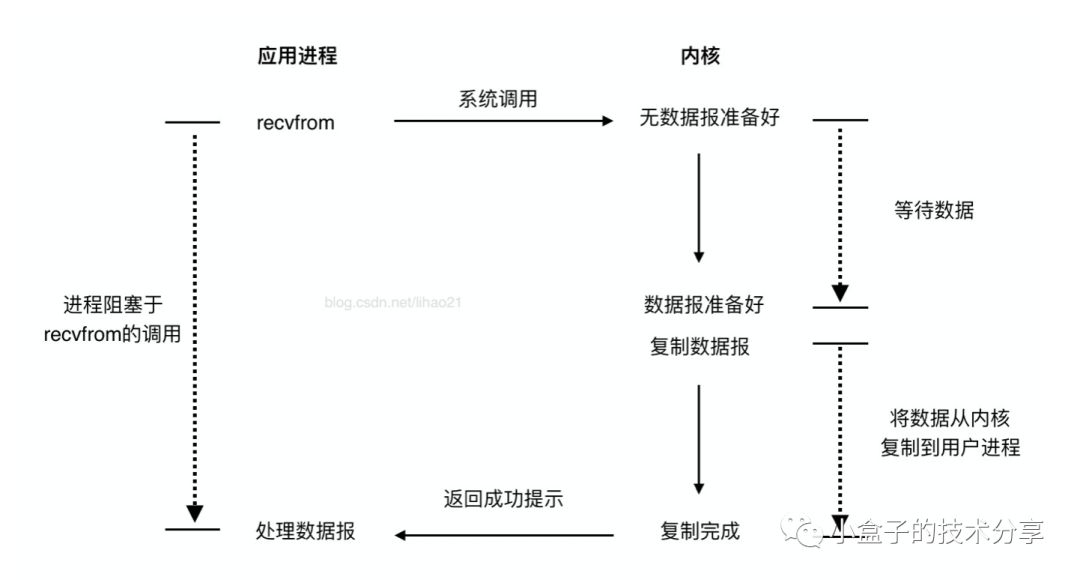 应用进程
内核
系统调用
recvfrom
无数据报准备好
等待数据
进程阻塞于
recvfrom的调用
blog.csdn.net/lihao21
数据报准备好
复制数据报
将数据从内核
复制到用户进程
返回成功提示
处理数据报
复制完成
小盒子的技术分享